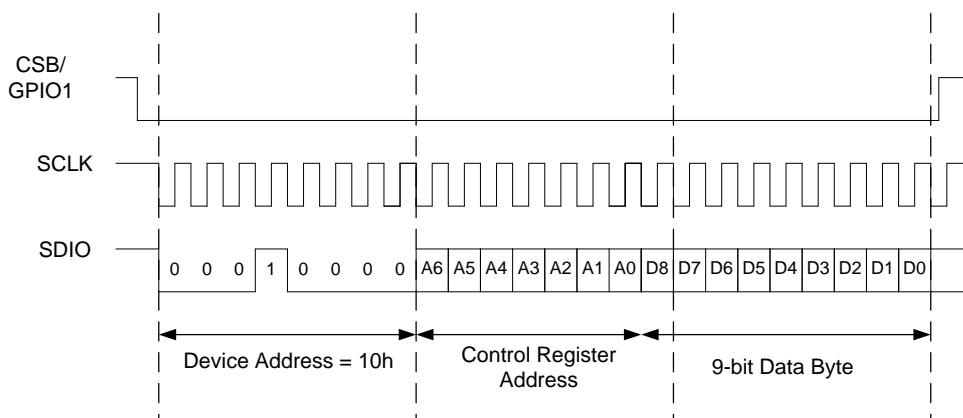 CSB/
GPIO1
SCLK
SDIO
0 0 0 1 0 0 0 0 A6 A5 A4 A3 A2 A1 A0 D8 D7 D6 D5 D4 D3 D2 D1 D0
Device Address = 10h
Control Register
Address
9-bit Data Byte